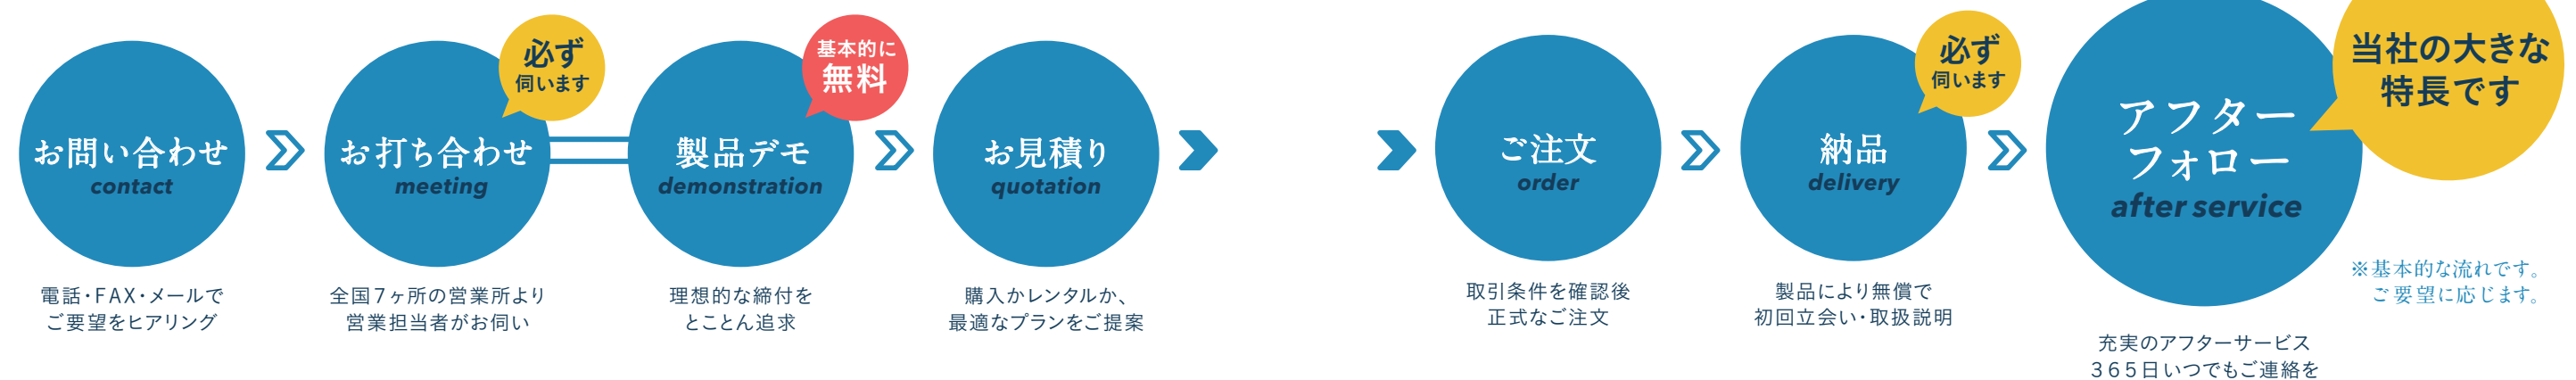 お問い合わせ
contact
電話・FAX・メールで
ご要望をヒアリング
必ず
伺います
お打ち合わせ
meeting
全国7ヶ所の営業所より
営業担当者がお伺い
基本的に
無料
製品デモ
demonstration
理想的な締付を
とことん追求
お見積り
quotation
購入かレンタルか、
最適なプランをご提案
ご注文
order
取引条件を確認後
正式なご注文
必ず
伺います
納品
delivery
製品により無償で
初回立会い・取扱説明
当社の大きな
特長です
アフター
フォロー
after service
充実のアフターサービス
365日いつでもご連絡を
※基本的な流れです。
ご要望に応じます。